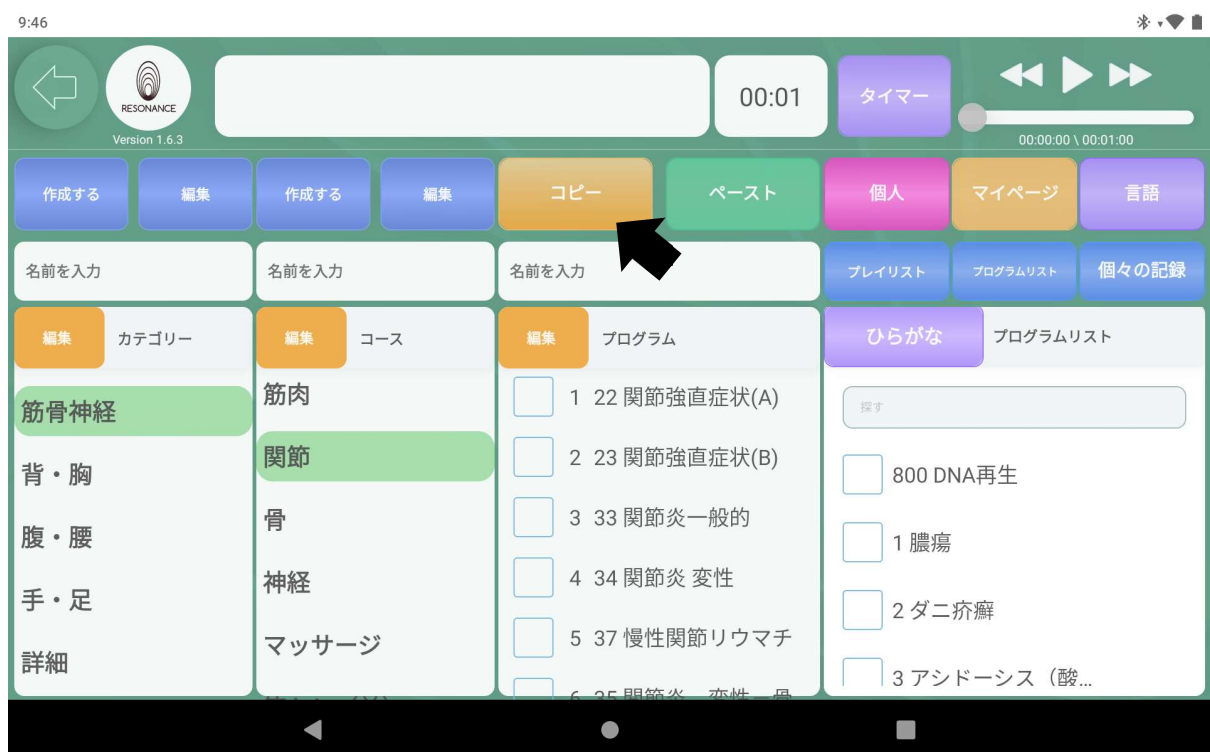 9:46
RESONANCE
Version 1.6.3
00:01
タイマー
00:00:00 \ 00:01:00
作成する
編集
作成する
編集
コピー
ペースト
個人
マイページ
言語
名前を入力
名前を入力
名前を入力
プレイリスト
プログラムリスト
個々の記録
編集 カテゴリー
編集 コース
編集 プログラム
ひらがな プログラムリスト
筋骨神経
背・胸
腹・腰
手・足
詳細
筋肉
関節
骨
神経
マッサージ
1 22 関節強直症状(A)
2 23 関節強直症状(B)
3 33 関節炎一般的
4 34 関節炎 変性
5 37 慢性関節リウマチ
6 35 関節炎
探す
800 DNA再生
1 膿瘍
2 ダニ疥癬
3 アシドーシス（酸...